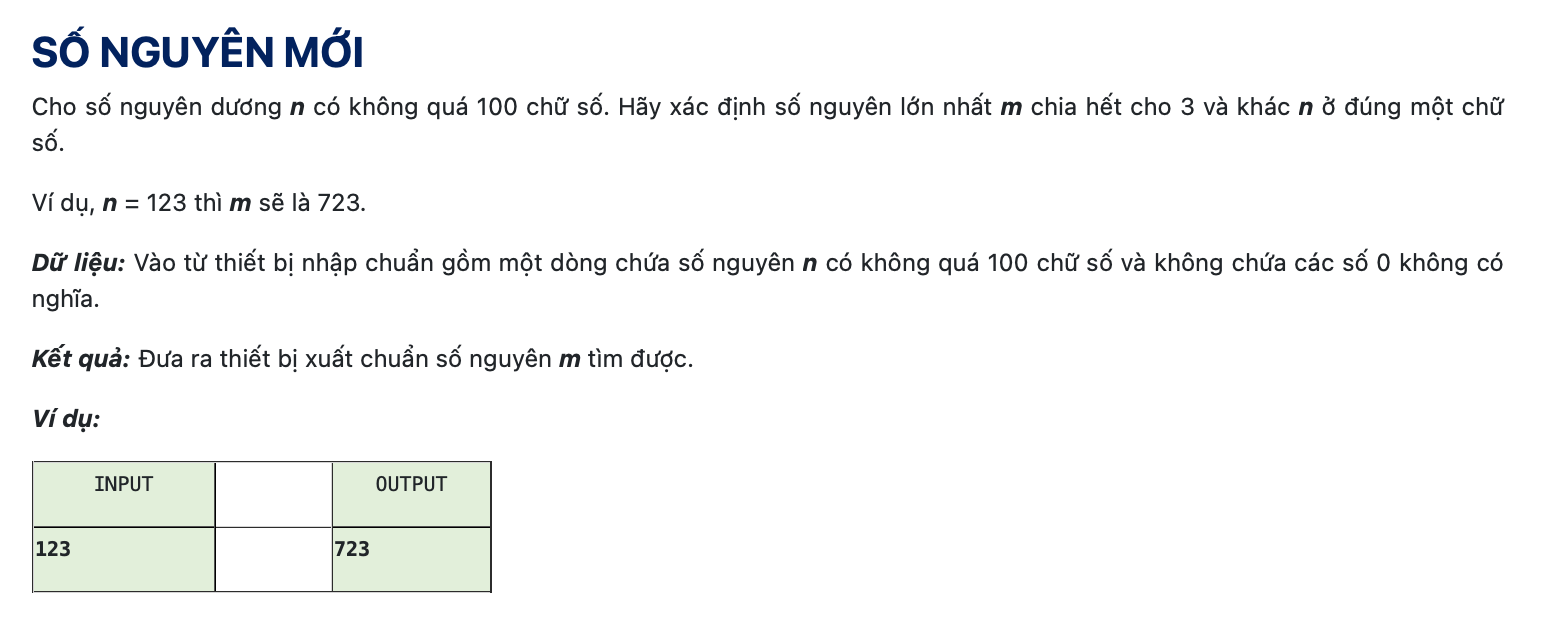 SỐ NGUYÊN MỚI
Cho số nguyên dương n có không quá 100 chữ số. Hãy xác định số nguyên lớn nhất m chia hết cho 3 và khác n ở đúng một chữ
số.
Ví dụ, n = 123 thì m sẽ là 723.
Dữ liệu: Vào từ thiết bị nhập chuẩn gồm một dòng chứa số nguyên n có không quá 100 chữ số và không chứa các số 0 không có
nghĩa.
Kết quả: Đưa ra thiết bị xuất chuẩn số nguyên m tìm được.
Ví dụ:
INPUT OUTPUT
123 723